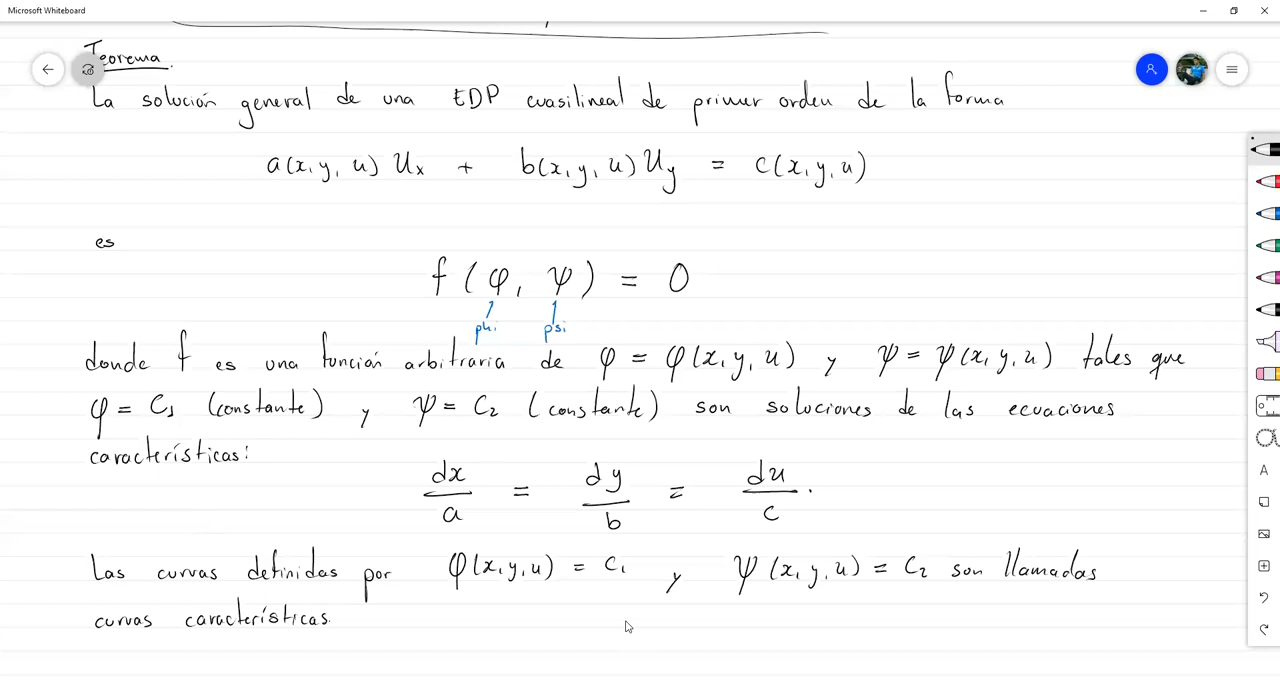 Microsoft Whiteboard
Teorema.
La solución general de una EDP cuasilineal de primer orden de la forma
a(x, y, u) Ux + b(x, y, u) Uy = c(x, y, u)
es
f(φ, ψ) = 0
phi psi
donde f es una función arbitraria de φ = φ(x, y, u) y ψ = ψ(x, y, u) tales que
φ = C1 (constante) y ψ = C2 (constante) son soluciones de las ecuaciones
características:
dx/a = dy/b = du/c.
Las curvas definidas por φ(x, y, u) = C1 y ψ(x, y, u) = C2 son llamadas
curvas características.
A